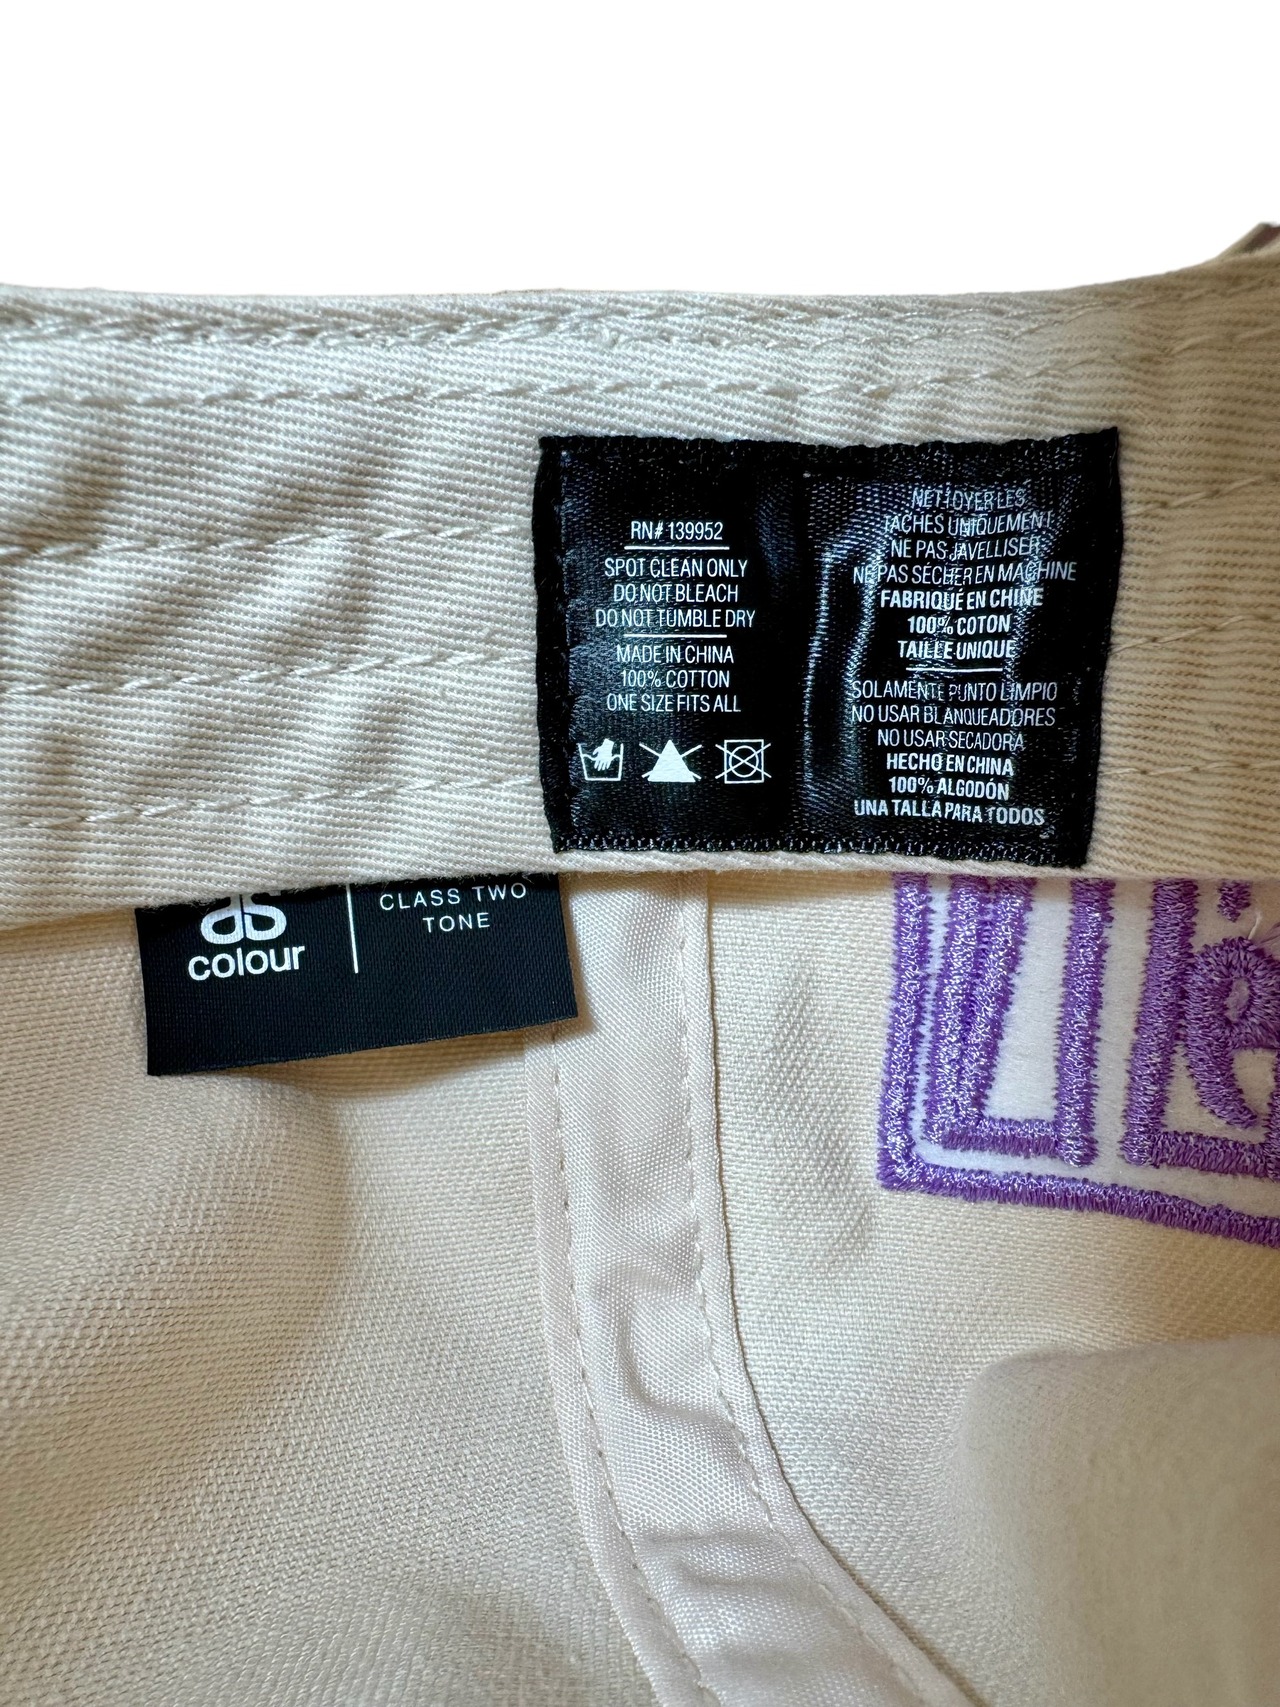 RN# 139952
SPOT CLEAN ONLY
DO NOT BLEACH
DO NOT TUMBLE DRY
MADE IN CHINA
100% COTTON
ONE SIZE FITS ALL
NETTOYER LES
TACHES UNIQUEMENT
NE PAS JAVELLISER
NE PAS SÉCHER EN MACHINE
FABRIQUÉ EN CHINE
100% COTON
TAILLE UNIQUE
SOLAMENTE PUNTO LIMPIO
NO USAR BLANQUEADORES
NO USAR SECADORA
HECHO EN CHINA
100% ALGODÓN
UNA TALLA PARA TODOS
as
colour
CLASS TWO
TONE